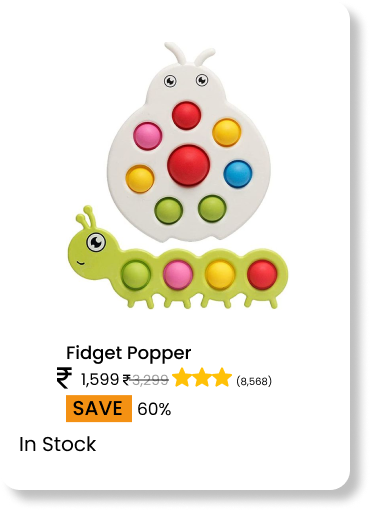 Fidget Popper
₹ 1,599 ₹3,299 (8,568)
SAVE 60%
In Stock